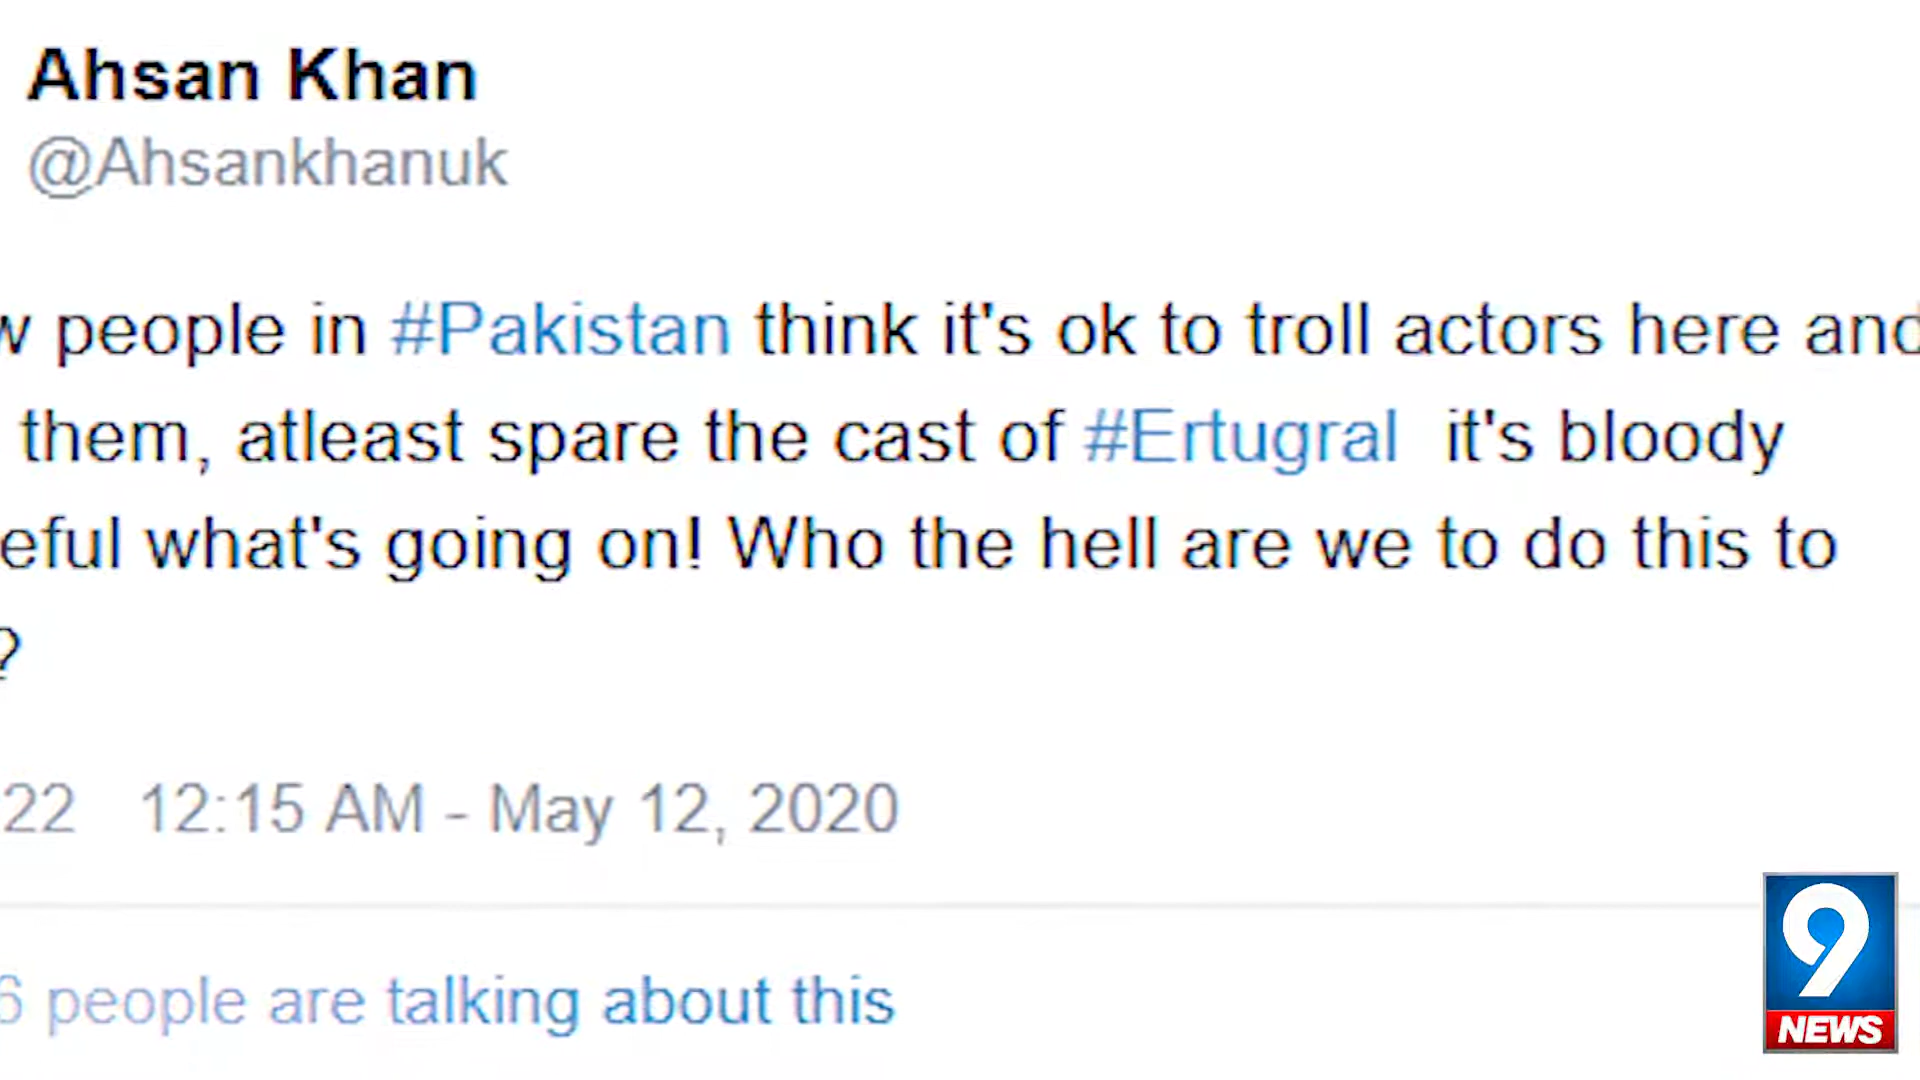 Ahsan Khan
@Ahsankhanuk
people in #Pakistan think it's ok to troll actors here and
them, atleast spare the cast of #Ertugral it's bloody
what's going on! Who the hell are we to do this to
?
22 12:15 AM - May 12, 2020
6 people are talking about this
9
NEWS